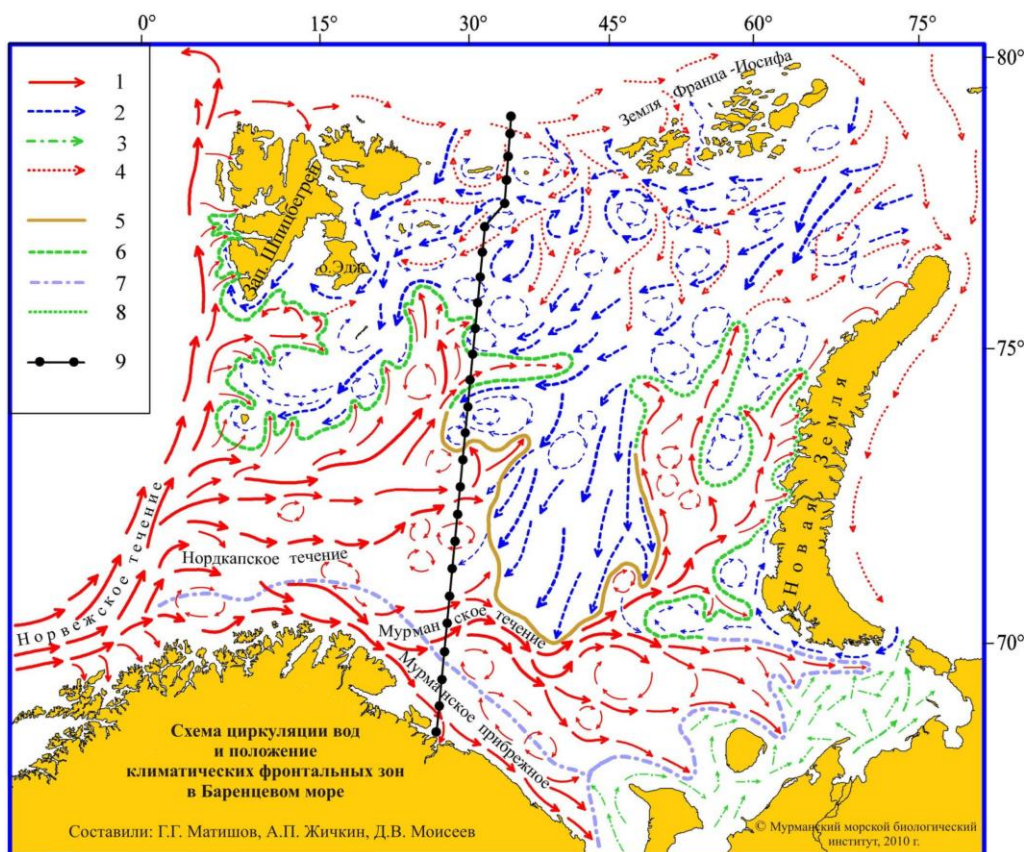 0° 15° 30° 45° 60° 75°
80°
75°
70°
1
2
3
4
5
6
7
8
9
Земля Франца -Иосифа
Зап. Шпицберген
о.Эдж
Новая Земля
Норвежское течение
Нордкапское течение
Мурманское течение
Мурманское прибрежное
Схема циркуляции вод
и положение
климатических фронтальных зон
в Баренцевом море
Составили: Г.Г. Матишов, А.П. Жичкин, Д.В. Моисеев
© Мурманский морской биологический
институт, 2010 г.